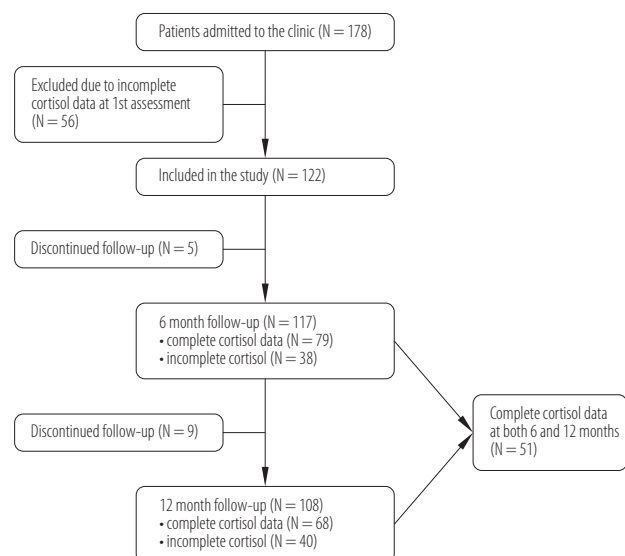 Patients admitted to the clinic (N = 178)
Excluded due to incomplete
cortisol data at 1st assessment
(N = 56)
Included in the study (N = 122)
Discontinued follow-up (N = 5)
6 month follow-up (N = 117)
• complete cortisol data (N = 79)
• incomplete cortisol (N = 38)
Complete cortisol data
at both 6 and 12 months
(N = 51)
Discontinued follow-up (N = 9)
12 month follow-up (N = 108)
• complete cortisol data (N = 68)
• incomplete cortisol (N = 40)